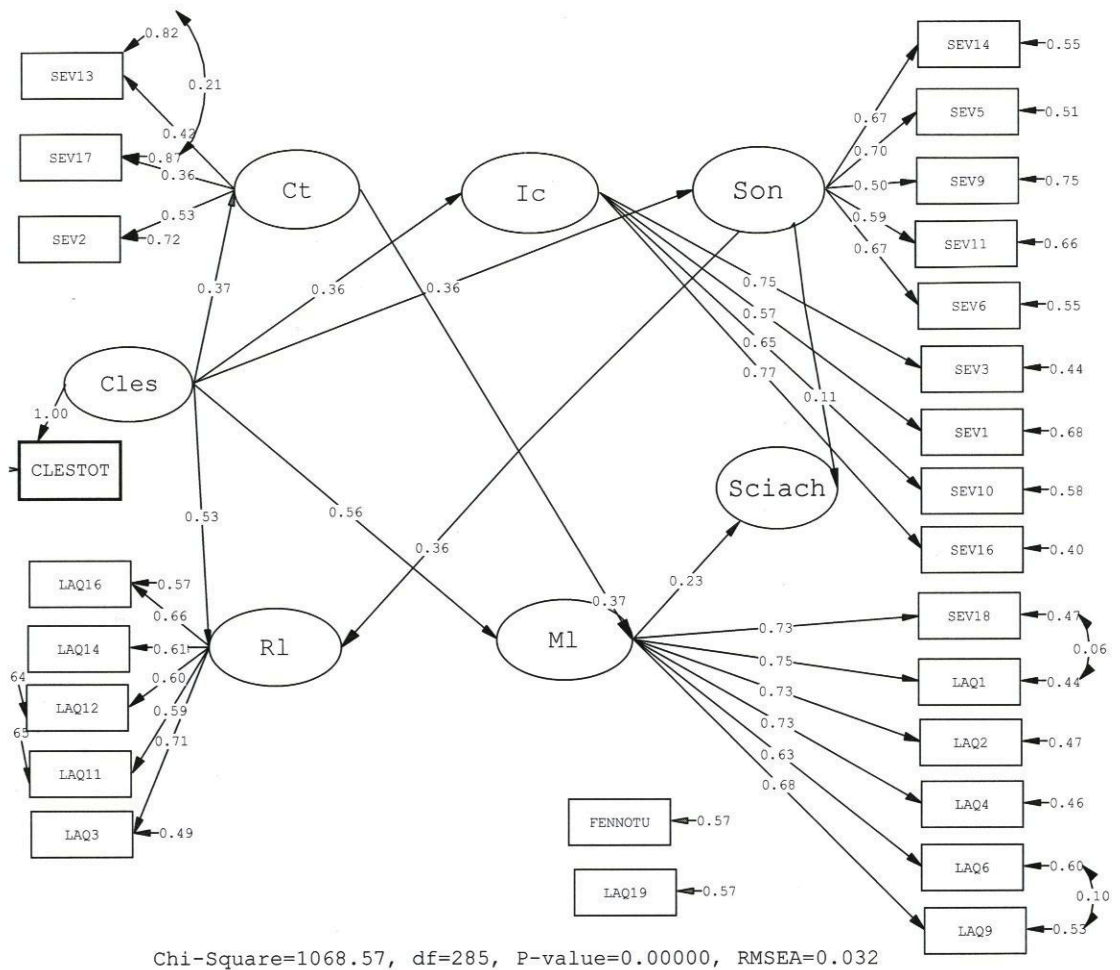 0.82
SEV13
0.21
0.42
SEV17
0.87
0.36
SEV2
0.53
0.72
Ct
Ic
Son
0.37
0.36
0.36
Cles
1.00
CLESTOT
0.53
0.56
0.36
0.37
LAQ16
0.57
0.66
LAQ14
0.61
64
LAQ12
0.60
0.59
65
LAQ11
0.71
LAQ3
0.49
Rl
Ml
Sciach
0.11
0.23
SEV14
0.55
0.67
SEV5
0.51
0.70
SEV9
0.75
0.50
SEV11
0.66
0.59
SEV6
0.55
0.67
SEV3
0.44
0.75
SEV1
0.68
0.57
SEV10
0.58
0.65
SEV16
0.40
0.77
SEV18
0.47
0.73
0.06
LAQ1
0.44
0.75
LAQ2
0.47
0.73
LAQ4
0.46
0.73
LAQ6
0.60
0.63
0.10
LAQ9
0.53
0.68
FENNOTU
0.57
LAQ19
0.57
Chi-Square=1068.57, df=285, P-value=0.00000, RMSEA=0.032